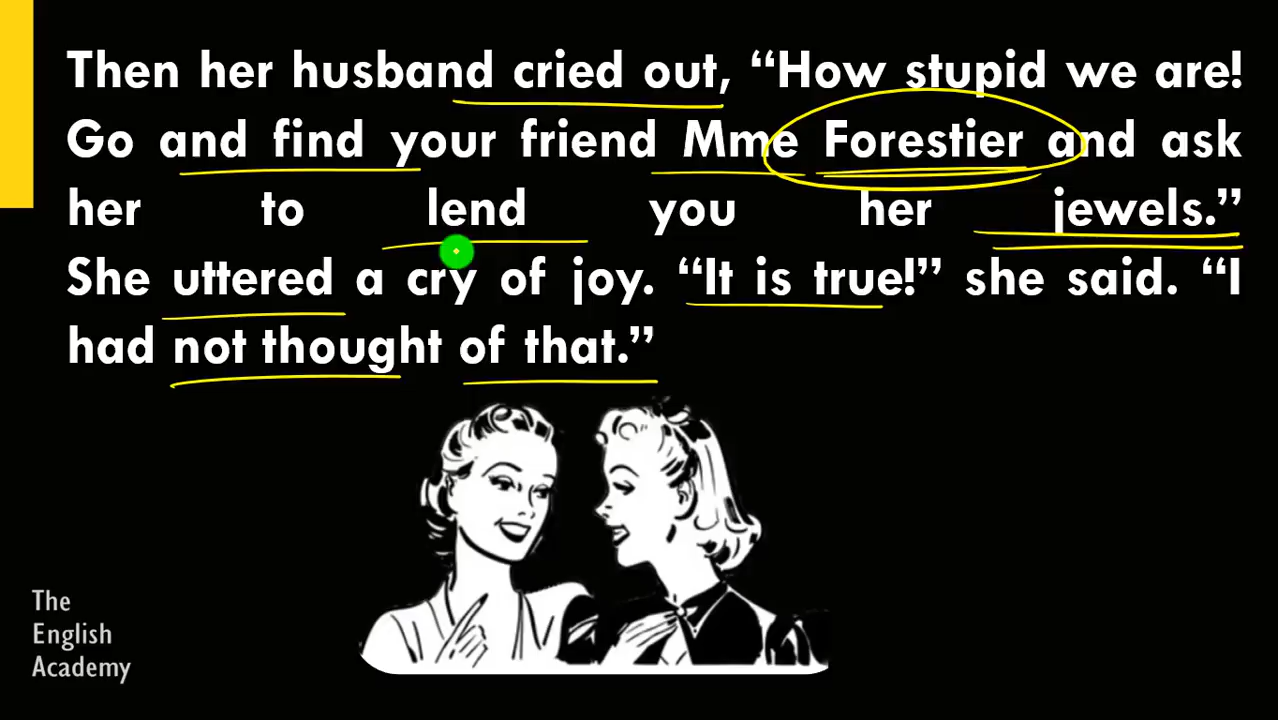 Then her husband cried out, “How stupid we are!
Go and find your friend Mme Forestier and ask
her to lend you her jewels.”
She uttered a cry of joy. “It is true!” she said. “I
had not thought of that.”
The
English
Academy